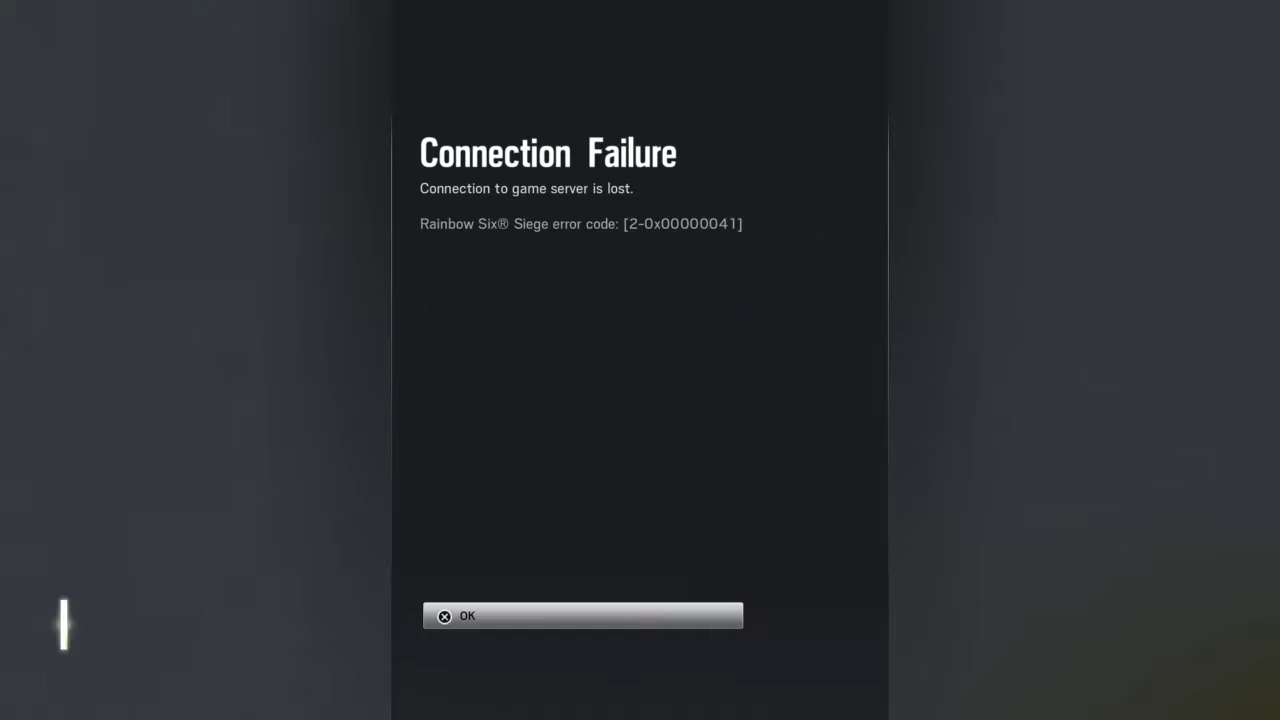 Connection Failure
Connection to game server is lost.
Rainbow Six® Siege error code: [2-0x00000041]
OK